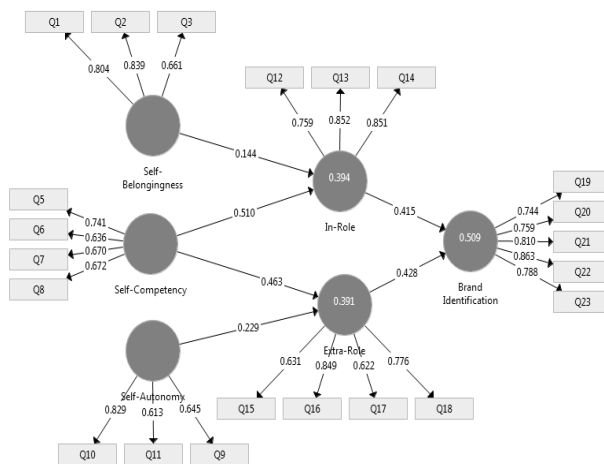 Q1
Q2
Q3
0.804
0.839
0.661
Q12
Q13
Q14
0.759
0.852
0.851
0.144
Self-
Belongingness
0.394
In-Role
Q5
Q6
Q7
Q8
0.741
0.636
0.670
0.672
0.510
0.415
Self-Competency
0.463
0.509
Brand
Identification
0.744
0.759
0.810
0.863
0.788
Q19
Q20
Q21
Q22
Q23
0.391
0.428
Extra-Role
0.229
Self-Autonomy
0.829
0.613
0.645
Q10
Q11
Q9
0.631
0.849
0.622
0.776
Q15
Q16
Q17
Q18